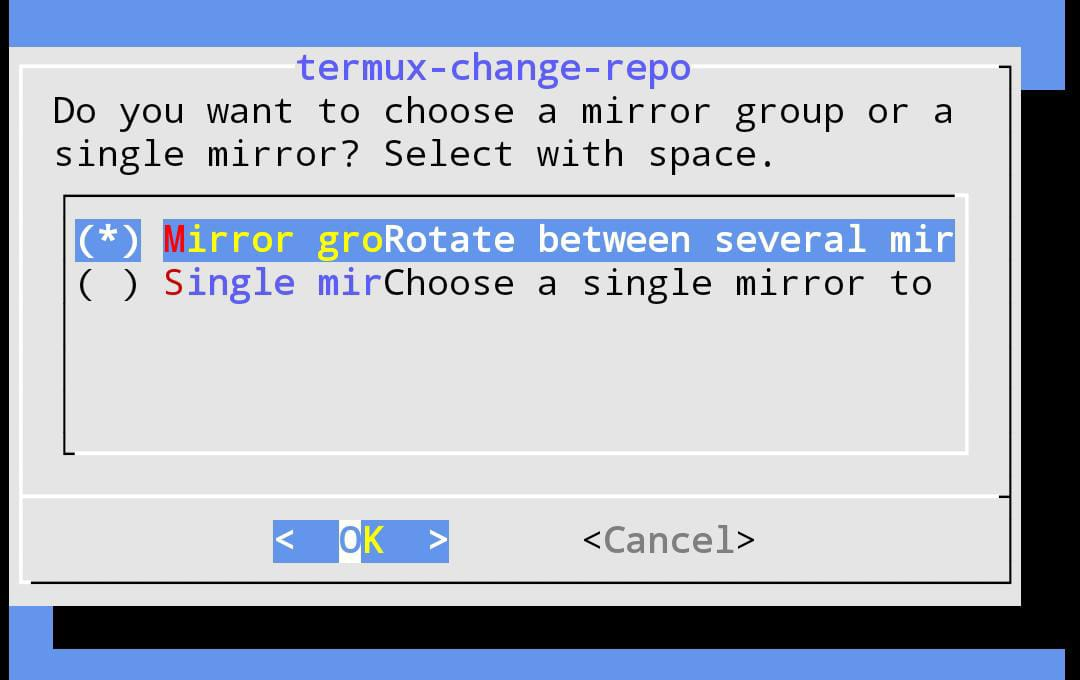 termux-change-repo
Do you want to choose a mirror group or a
single mirror? Select with space.
(*) Mirror groRotate between several mir
( ) Single mirChoose a single mirror to
< OK > <Cancel>